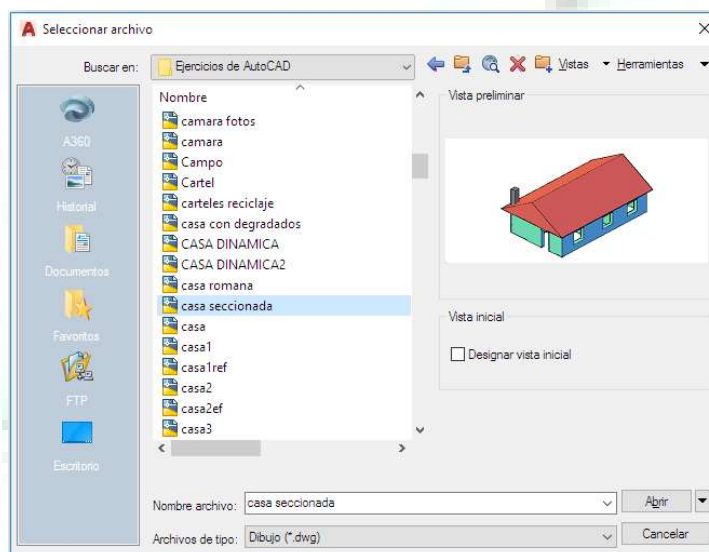 Seleccionar archivo
Buscar en: Ejercicios de AutoCAD Vistas Herramientas
A360
Historial
Documentos
Favoritos
FTP
Escritorio
Nombre
camara fotos
camara
Campo
Cartel
carteles reciclaje
casa con degradados
CASA DINAMICA
CASA DINAMICA2
casa romana
casa seccionada
casa
casa1
casa1ref
casa2
casa2ef
casa3
Vista preliminar
Vista inicial
Designar vista inicial
Nombre archivo: casa seccionada Abrir
Archivos de tipo: Dibujo (*.dwg) Cancelar